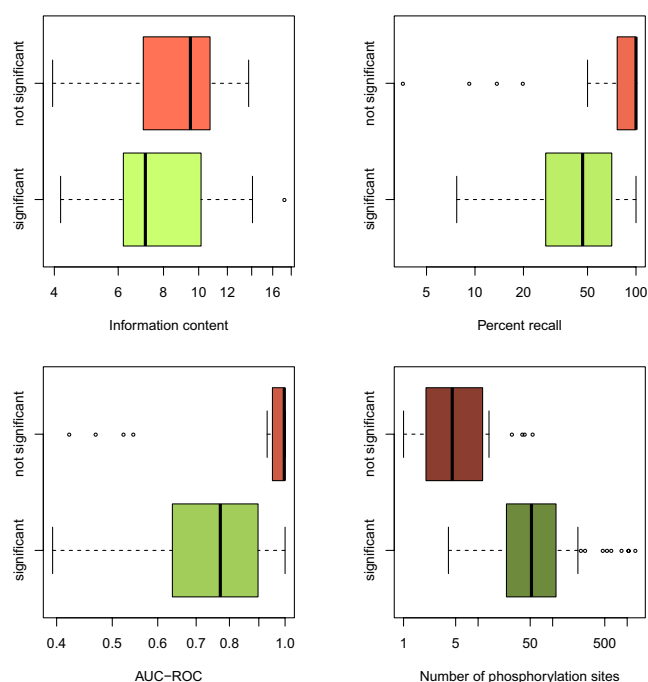 not significant
significant
4 6 8 10 12 16
Information content
not significant
significant
5 10 20 50 100
Percent recall
not significant
significant
0.4 0.5 0.6 0.7 0.8 1.0
AUC−ROC
not significant
significant
1 5 50 500
Number of phosphorylation sites